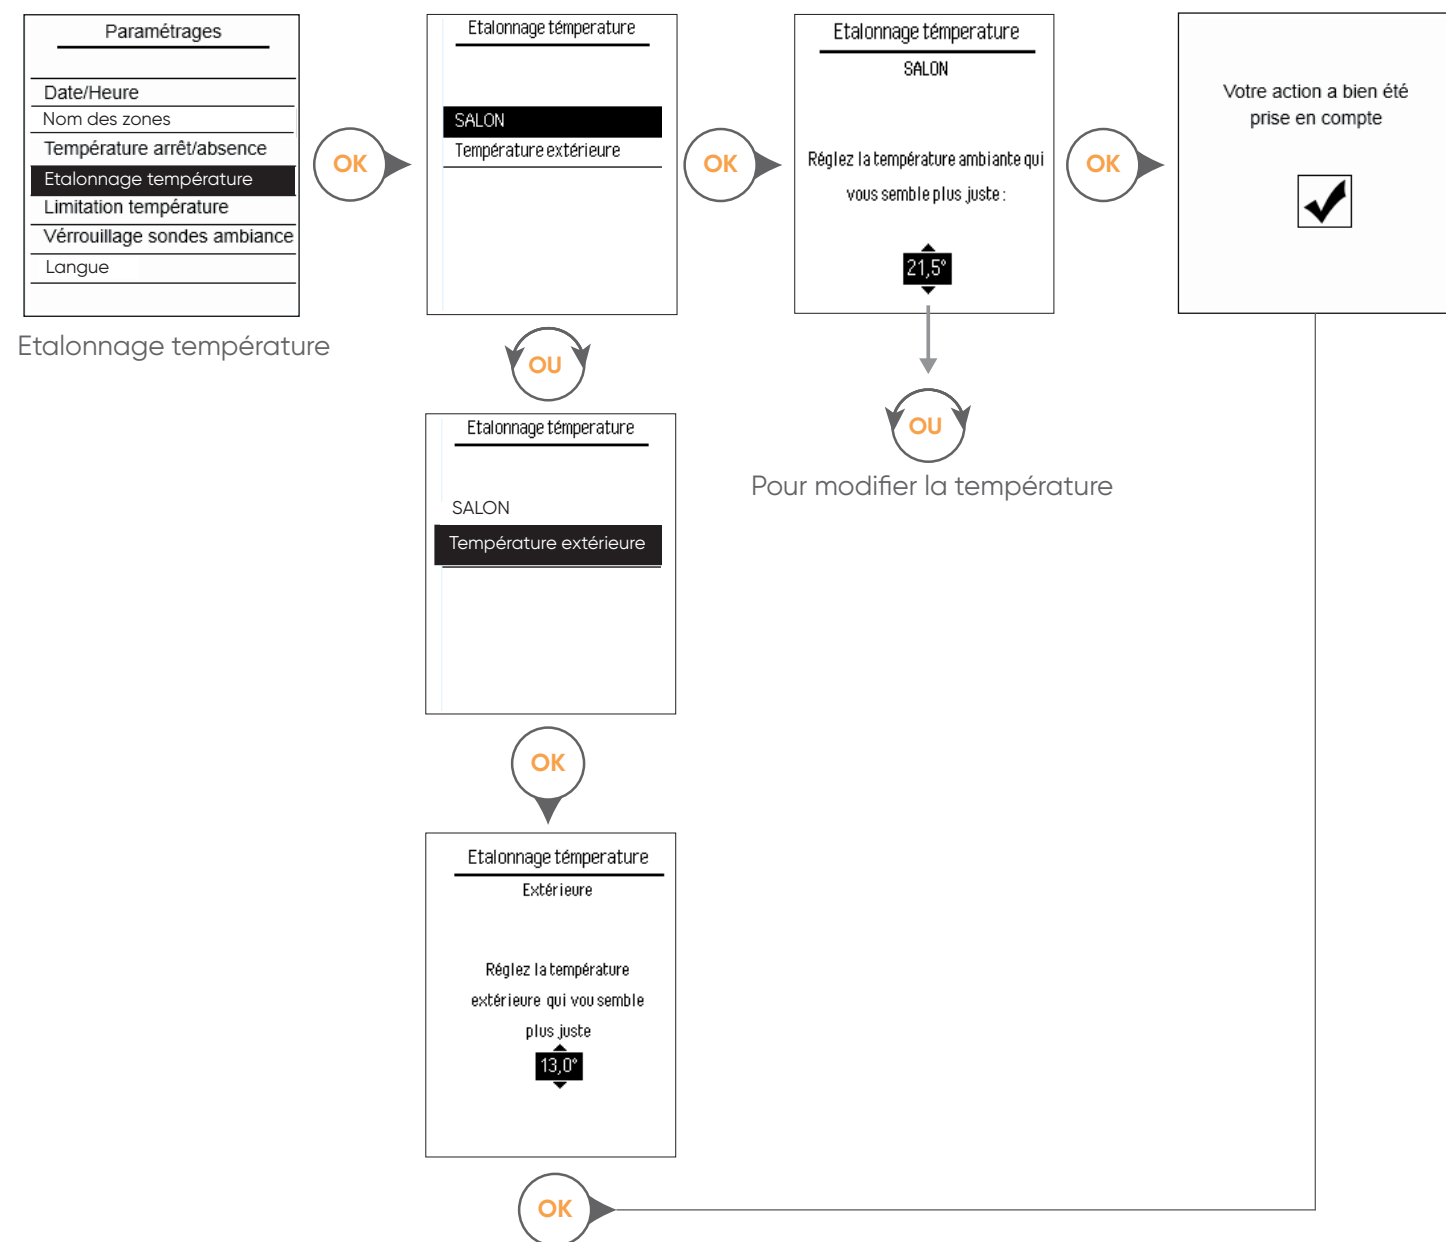 Paramétrages
Date/Heure
Nom des zones
Température arrêt/absence
Etalonnage température
Limitation température
Vérrouillage sondes ambiance
Langue
Etalonnage température
OK
Etalonnage témperature
SALON
Température extérieure
OK
Etalonnage témperature
SALON
Réglez la température ambiante qui
vous semble plus juste :
21,5°
OK
Votre action a bien été
prise en compte
OU
Pour modifier la température
OU
Etalonnage témperature
SALON
Température extérieure
OK
Etalonnage témperature
Extérieure
Réglez la température
extérieure qui vou semble
plus juste
13,0°
OK